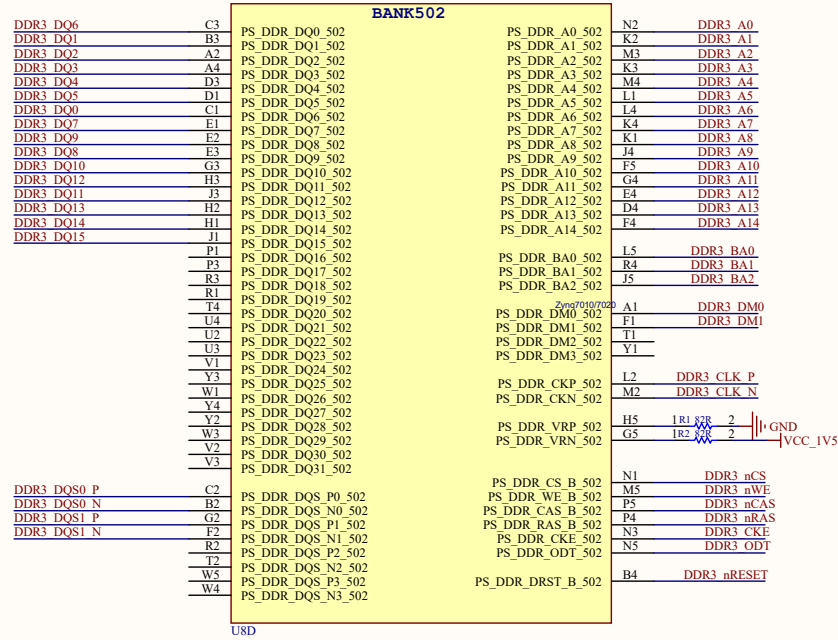 BANK502
DDR3_DQ6 C3 PS_DDR_DQ0_502 PS_DDR_A0_502 N2 DDR3_A0
DDR3_DQ1 B3 PS_DDR_DQ1_502 PS_DDR_A1_502 K2 DDR3_A1
DDR3_DQ2 A2 PS_DDR_DQ2_502 PS_DDR_A2_502 M3 DDR3_A2
DDR3_DQ3 A4 PS_DDR_DQ3_502 PS_DDR_A3_502 K3 DDR3_A3
DDR3_DQ4 D3 PS_DDR_DQ4_502 PS_DDR_A4_502 M4 DDR3_A4
DDR3_DQ5 D1 PS_DDR_DQ5_502 PS_DDR_A5_502 L1 DDR3_A5
DDR3_DQ0 C1 PS_DDR_DQ6_502 PS_DDR_A6_502 L4 DDR3_A6
DDR3_DQ7 E1 PS_DDR_DQ7_502 PS_DDR_A7_502 K4 DDR3_A7
DDR3_DQ9 E2 PS_DDR_DQ8_502 PS_DDR_A8_502 K1 DDR3_A8
DDR3_DQ8 E3 PS_DDR_DQ9_502 PS_DDR_A9_502 J4 DDR3_A9
DDR3_DQ10 G3 PS_DDR_DQ10_502 PS_DDR_A10_502 F5 DDR3_A10
DDR3_DQ12 H3 PS_DDR_DQ11_502 PS_DDR_A11_502 G4 DDR3_A11
DDR3_DQ11 J3 PS_DDR_DQ12_502 PS_DDR_A12_502 E4 DDR3_A12
DDR3_DQ13 H2 PS_DDR_DQ13_502 PS_DDR_A13_502 D4 DDR3_A13
DDR3_DQ14 H1 PS_DDR_DQ14_502 PS_DDR_A14_502 F4 DDR3_A14
DDR3_DQ15 J1 PS_DDR_DQ15_502
P1 PS_DDR_DQ16_502 PS_DDR_BA0_502 L5 DDR3_BA0
P3 PS_DDR_DQ17_502 PS_DDR_BA1_502 R4 DDR3_BA1
R3 PS_DDR_DQ18_502 PS_DDR_BA2_502 J5 DDR3_BA2
R1 PS_DDR_DQ19_502 Zynq7010/7020
T4 PS_DDR_DQ20_502 PS_DDR_DM0_502 A1 DDR3_DM0
U4 PS_DDR_DQ21_502 PS_DDR_DM1_502 F1 DDR3_DM1
U2 PS_DDR_DQ22_502 PS_DDR_DM2_502 T1
U3 PS_DDR_DQ23_502 PS_DDR_DM3_502 Y1
V1 PS_DDR_DQ24_502
Y3 PS_DDR_DQ25_502 PS_DDR_CKP_502 L2 DDR3_CLK_P
W1 PS_DDR_DQ26_502 PS_DDR_CKN_502 M2 DDR3_CLK_N
Y4 PS_DDR_DQ27_502
Y2 PS_DDR_DQ28_502 PS_DDR_VRP_502 H5 1 R1 82R 2 GND
W3 PS_DDR_DQ29_502 PS_DDR_VRN_502 G5 1 R2 82R 2 VCC_1V5
V2 PS_DDR_DQ30_502
V3 PS_DDR_DQ31_502
PS_DDR_CS_B_502 N1 DDR3_nCS
DDR3_DQS0_P C2 PS_DDR_DQS_P0_502 PS_DDR_WE_B_502 M5 DDR3_nWE
DDR3_DQS0_N B2 PS_DDR_DQS_N0_502 PS_DDR_CAS_B_502 P5 DDR3_nCAS
DDR3_DQS1_P G2 PS_DDR_DQS_P1_502 PS_DDR_RAS_B_502 P4 DDR3_nRAS
DDR3_DQS1_N F2 PS_DDR_DQS_N1_502 PS_DDR_CKE_502 N3 DDR3_CKE
R2 PS_DDR_DQS_P2_502 PS_DDR_ODT_502 N5 DDR3_ODT
T2 PS_DDR_DQS_N2_502
W5 PS_DDR_DQS_P3_502 PS_DDR_DRST_B_502 B4 DDR3_nRESET
W4 PS_DDR_DQS_N3_502
U8D